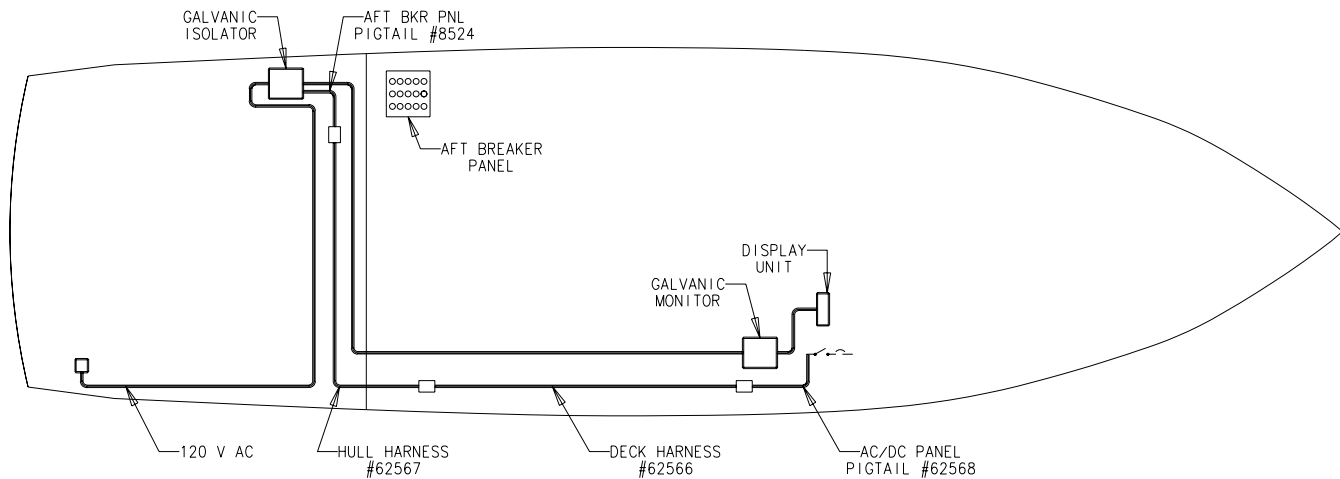 GALVANIC
ISOLATOR
AFT BKR PNL
PIGTAIL #8524
AFT BREAKER
PANEL
DISPLAY
UNIT
GALVANIC
MONITOR
120 V AC
HULL HARNESS
#62567
DECK HARNESS
#62566
AC/DC PANEL
PIGTAIL #62568